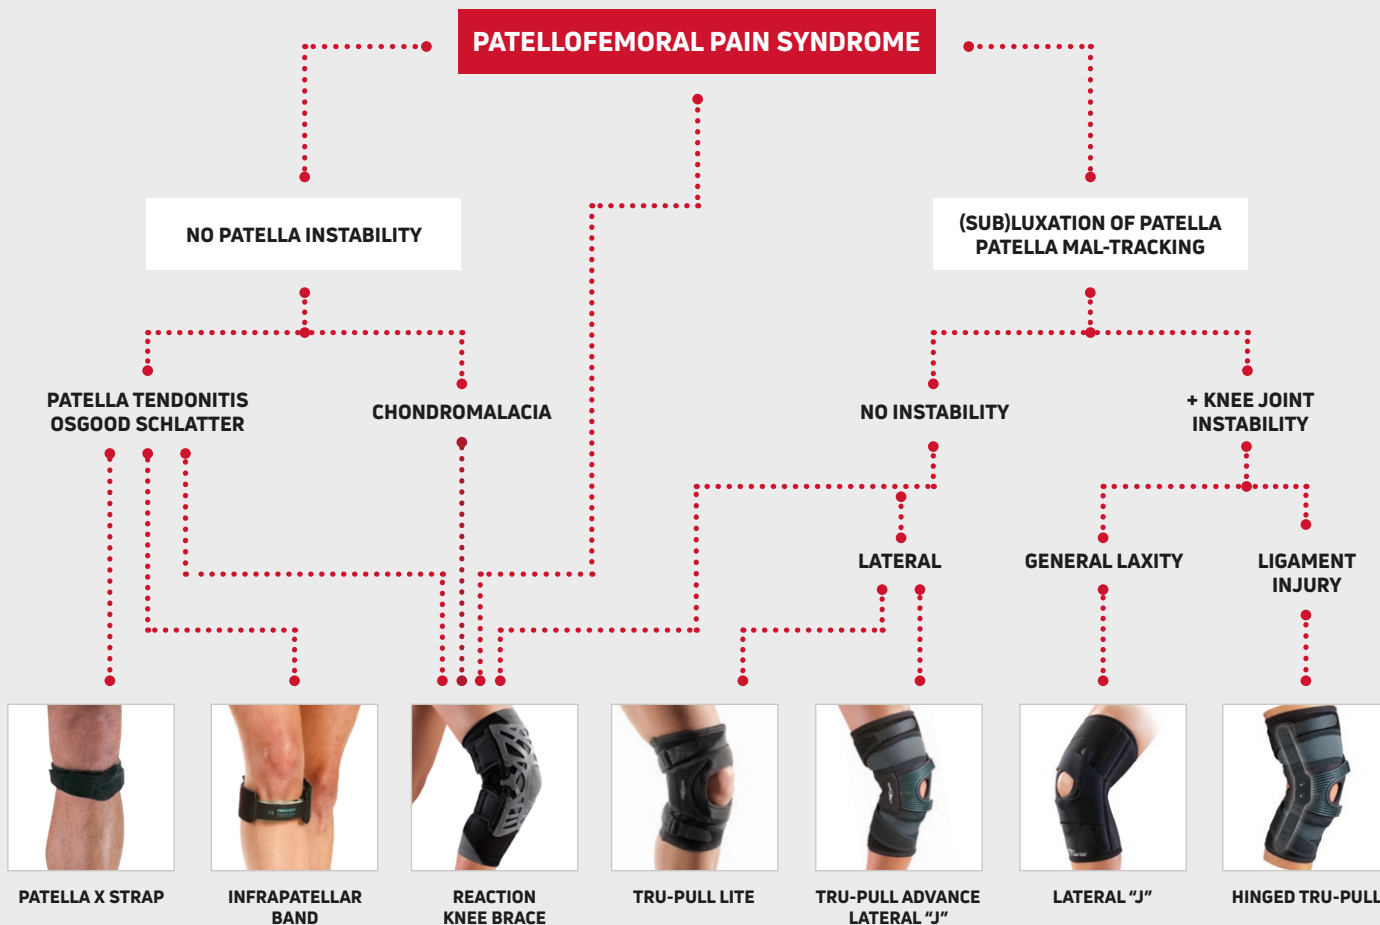 PATELLOFEMORAL PAIN SYNDROME
NO PATELLA INSTABILITY
(SUB)LUXATION OF PATELLA
PATELLA MAL-TRACKING
PATELLA TENDONITIS
OSGOOD SCHLATTER
CHONDROMALACIA
NO INSTABILITY
+ KNEE JOINT
INSTABILITY
LATERAL
GENERAL LAXITY
LIGAMENT
INJURY
PATELLA X STRAP
INFRAPATELLAR
BAND
REACTION
KNEE BRACE
TRU-PULL LITE
TRU-PULL ADVANCE
LATERAL “J”
LATERAL “J”
HINGED TRU-PULL